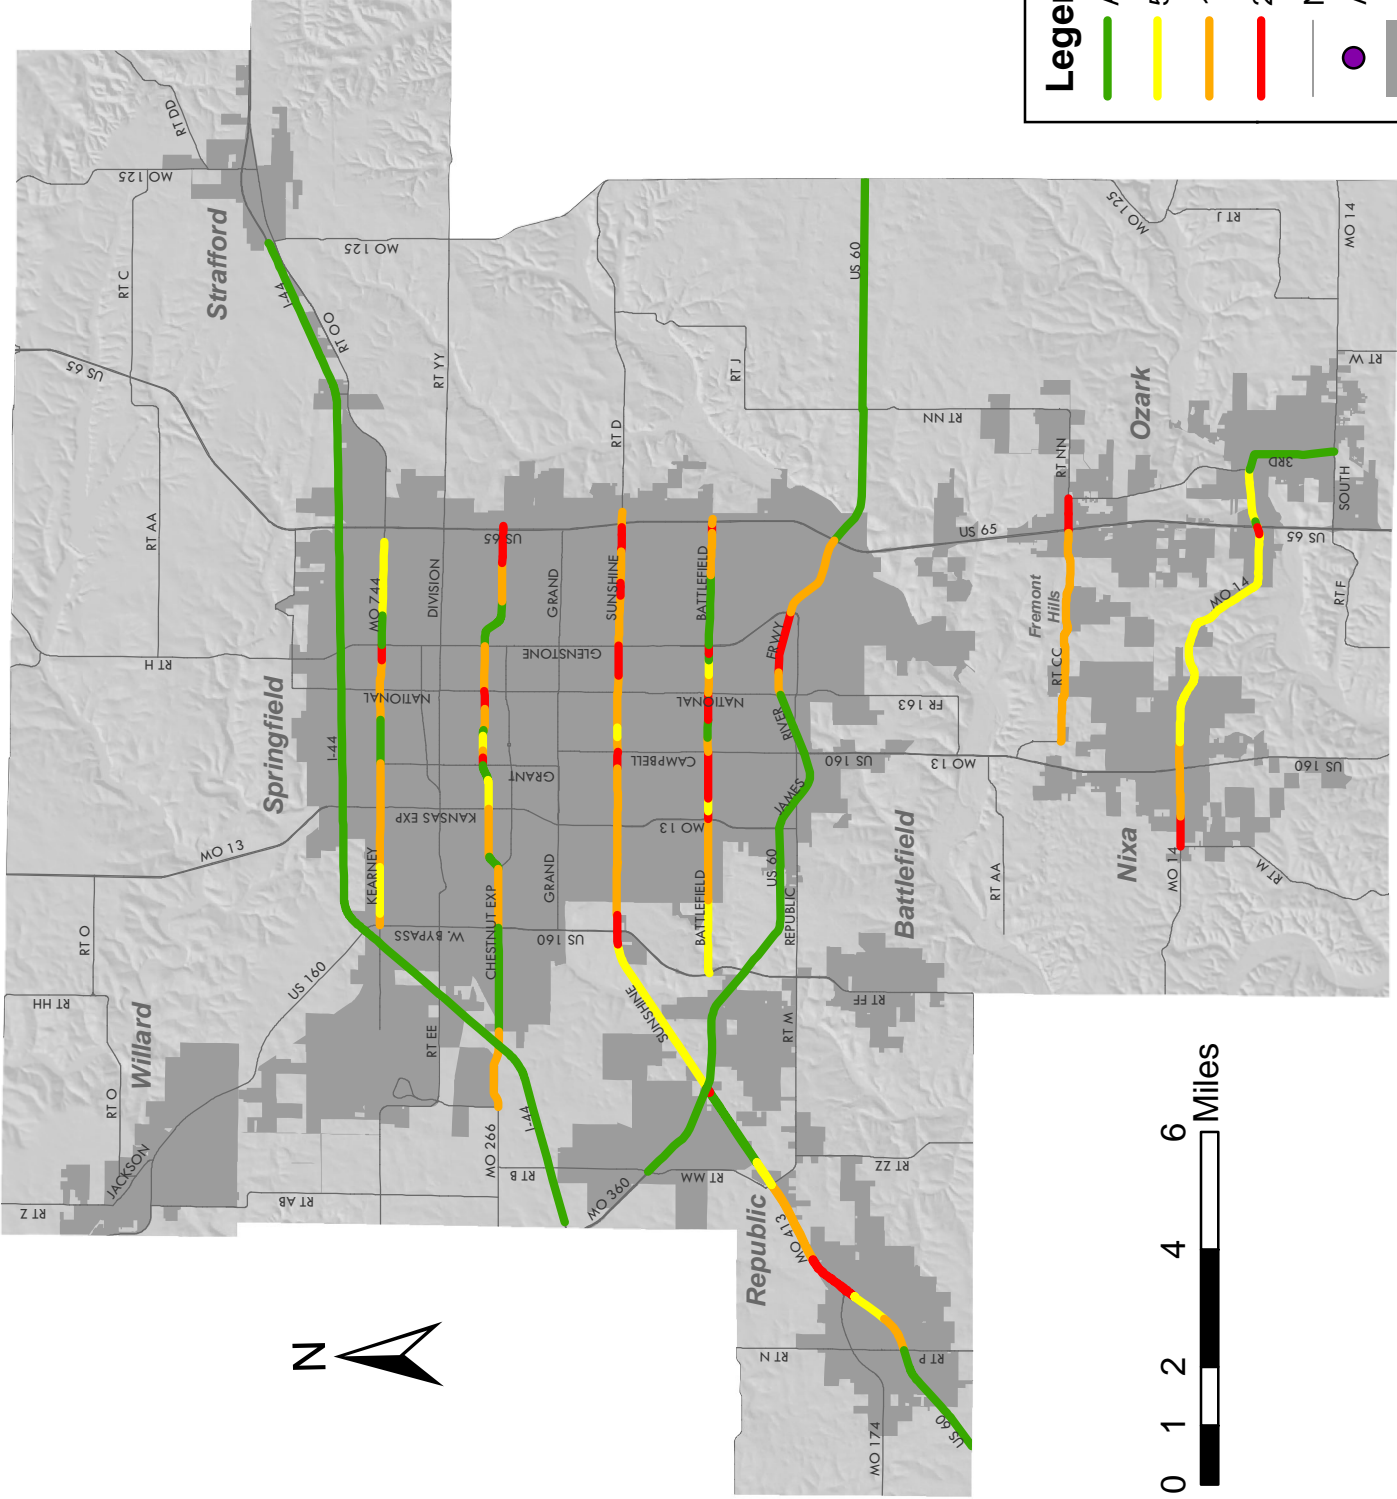 RT DD
MO 125
RT C
Strafford
MO 125
I-44
RT OO
US 65
RT YY
RT J
RT D
US 60
RT NN
MO 125
RT J
MO 14
RT W
Ozark
RT NN
3RD
SOUTH
US 65
RT F
MO 14
US 65
Fremont
Hills
RT CC
RT AA
RT H
MO 744
DIVISION
US 65
GRAND
SUNSHINE
BATTLEFIELD
GLENSTONE
FRWY
NATIONAL
NATIONAL
RIVER
FR 163
Springfield
I-44
GRANT
CAMPBELL
US 160
MO 13
US 160
KANSAS EXP
MO 13
JAMES
MO 13
KEARNEY
CHESTNUT EXP
GRAND
BATTLEFIELD
US 60
REPUBLIC
Battlefield
RT AA
Nixa
MO 14
RT M
RT O
W. BYPASS
US 160
US 160
RT HH
Willard
RT EE
SUNSHINE
RT M
RT FF
RT O
JACKSON
I-44
MO 266
RT B
MO 360
RT MM
RT ZZ
RT Z
RT AB
Republic
MO 413
RT N
RT P
MO 174
US 60
N
0 1 2 4 6
Miles
Legen